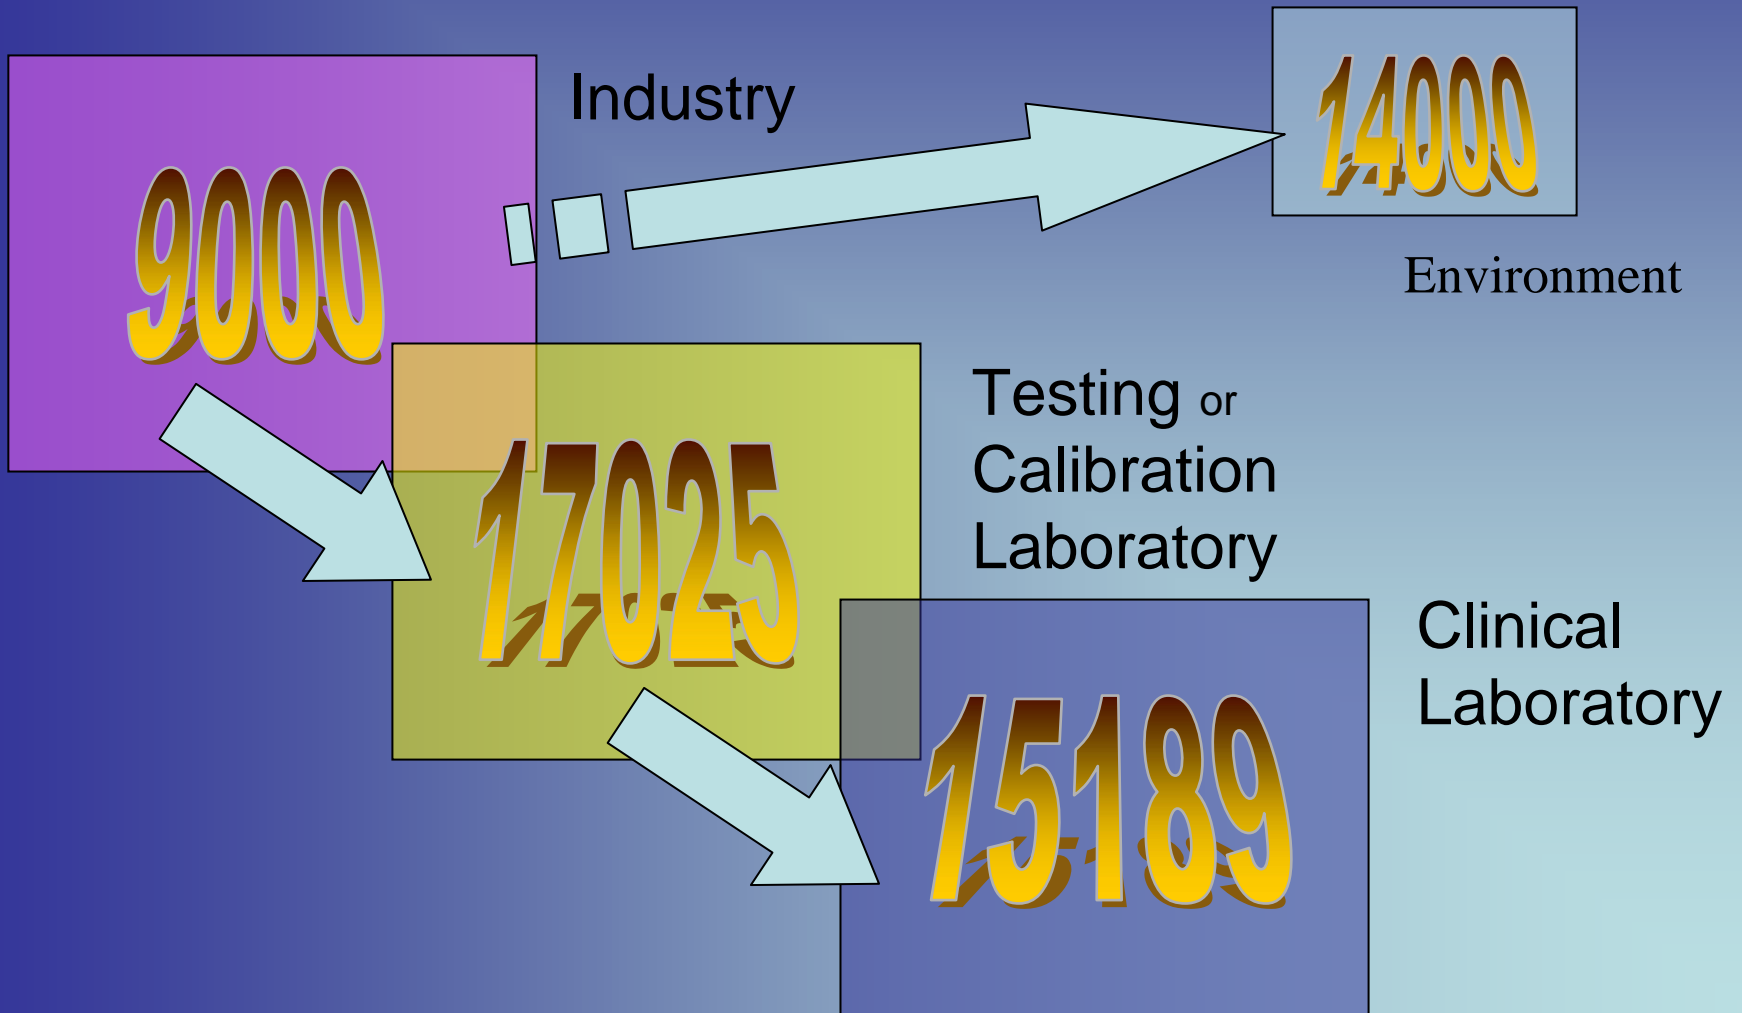 Industry
14000
9000
Environment
Testing or
Calibration
Laboratory
17025
Clinical
Laboratory
15189